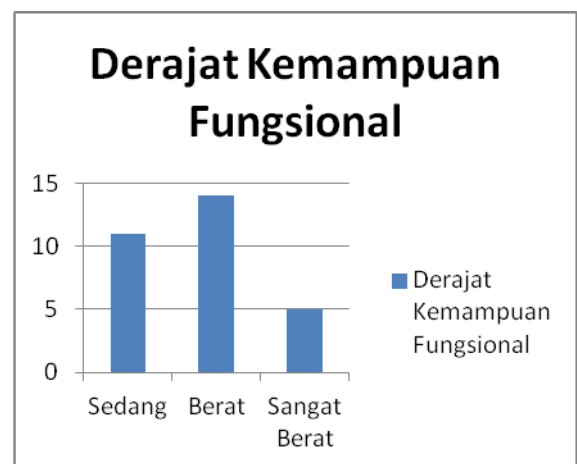 Derajat Kemampuan
Fungsional
15
10
5
0
Sedang
Berat
Sangat
Berat
Derajat
Kemampuan
Fungsional